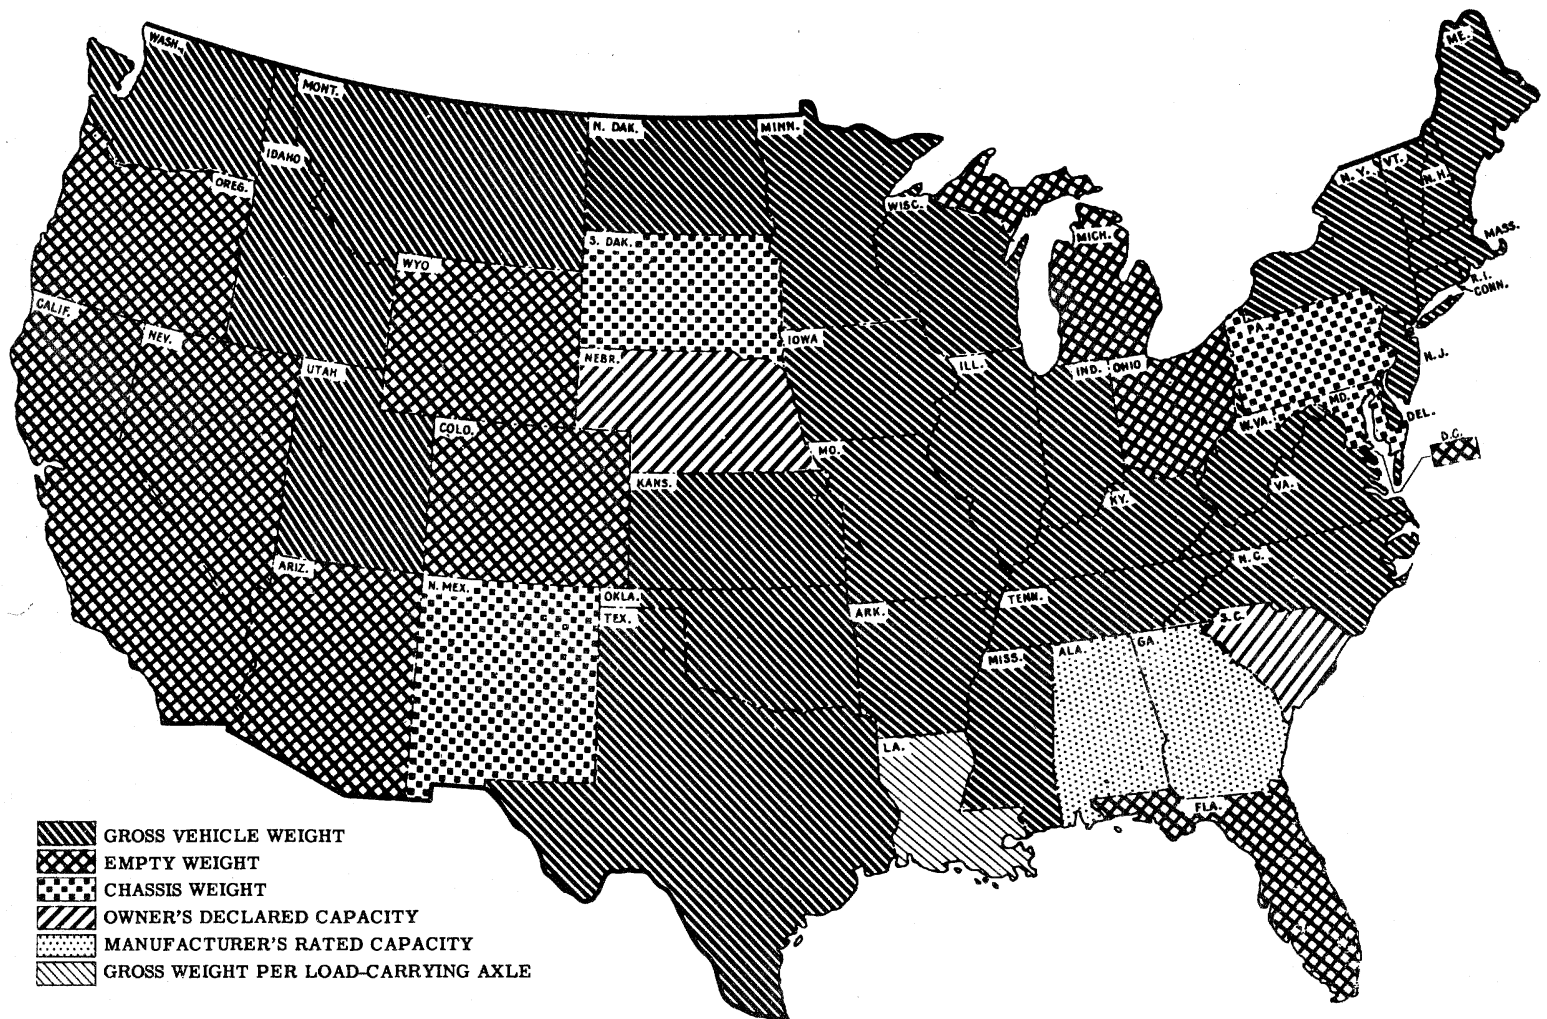 WASH.
MONT.
N. DAK.
MINN.
ME.
IDAHO
OREG.
N.Y.
VT.
N.H.
MASS.
R.I.
CONN.
WISC.
MICH.
S. DAK.
WYO
CALIF.
NEV.
UTAH
NEBR.
IOWA
ILL.
IND.
OHIO
PA.
N.J.
MD.
DEL.
D.C.
W.VA.
VA.
COLO.
KANS.
MO.
KY.
N.C.
ARIZ.
N. MEX.
OKLA.
TEX.
ARK.
TENN.
S.C.
MISS.
ALA.
GA.
LA.
FLA.
GROSS VEHICLE WEIGHT
EMPTY WEIGHT
CHASSIS WEIGHT
OWNER'S DECLARED CAPACITY
MANUFACTURER'S RATED CAPACITY
GROSS WEIGHT PER LOAD-CARRYING AXLE